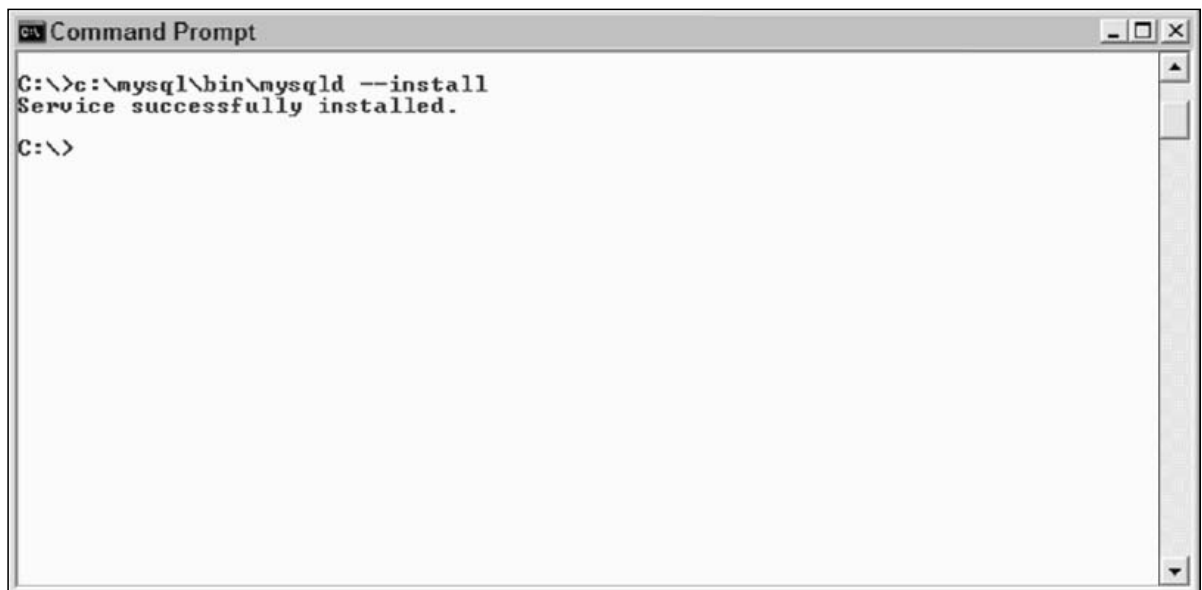 Command Prompt
C:\>c:\mysql\bin\mysqld --install
Service successfully installed.
C:\>